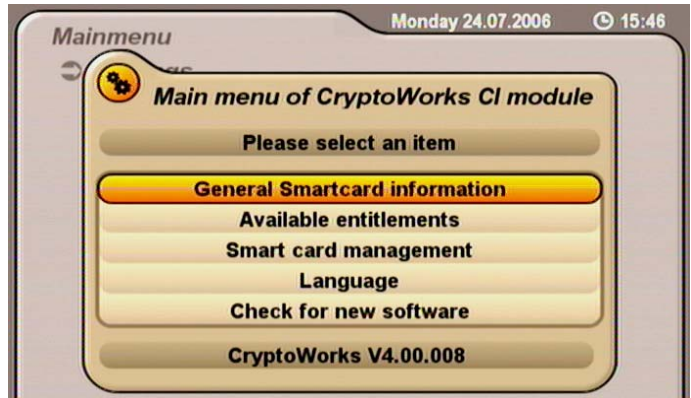 Monday 24.07.2006 15:46
Mainmenu
Main menu of CryptoWorks CI module
Please select an item
General Smartcard information
Available entitlements
Smart card management
Language
Check for new software
CryptoWorks V4.00.008